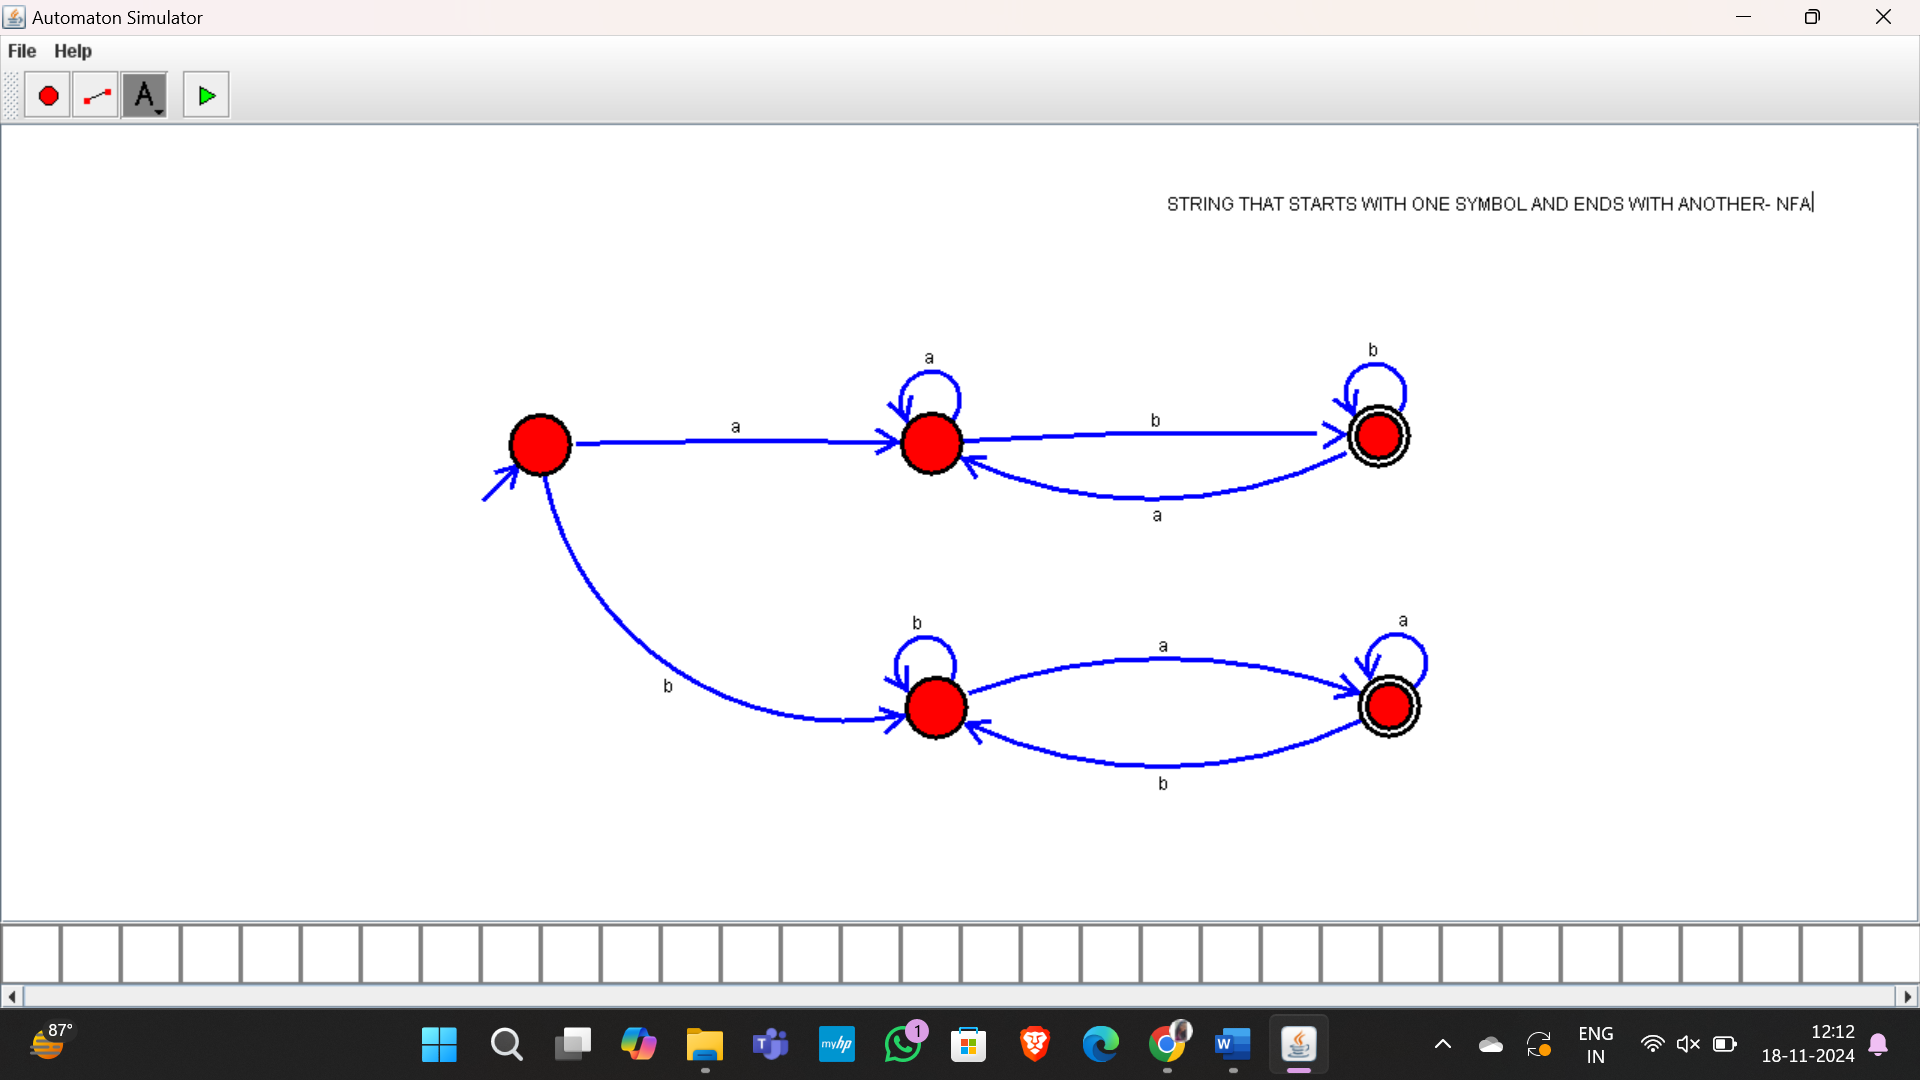 Automaton Simulator
File Help
A
STRING THAT STARTS WITH ONE SYMBOL AND ENDS WITH ANOTHER- NFA
a
b
a
b
a
b
a
b
a
b
87°
myhp
1
T
W
ENG
IN
12:12
18-11-2024